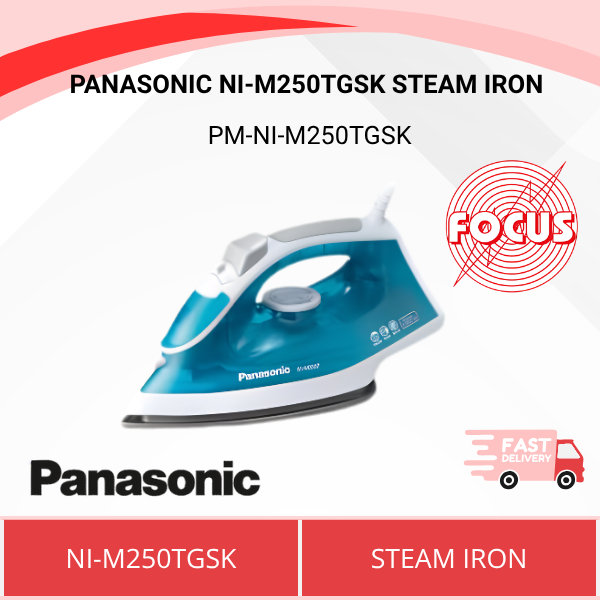 PANASONIC NI-M250TGSK STEAM IRON
PM-NI-M250TGSK
FOCUS
Panasonic
FAST
DELIVERY
Panasonic
NI-M250TGSK
STEAM IRON